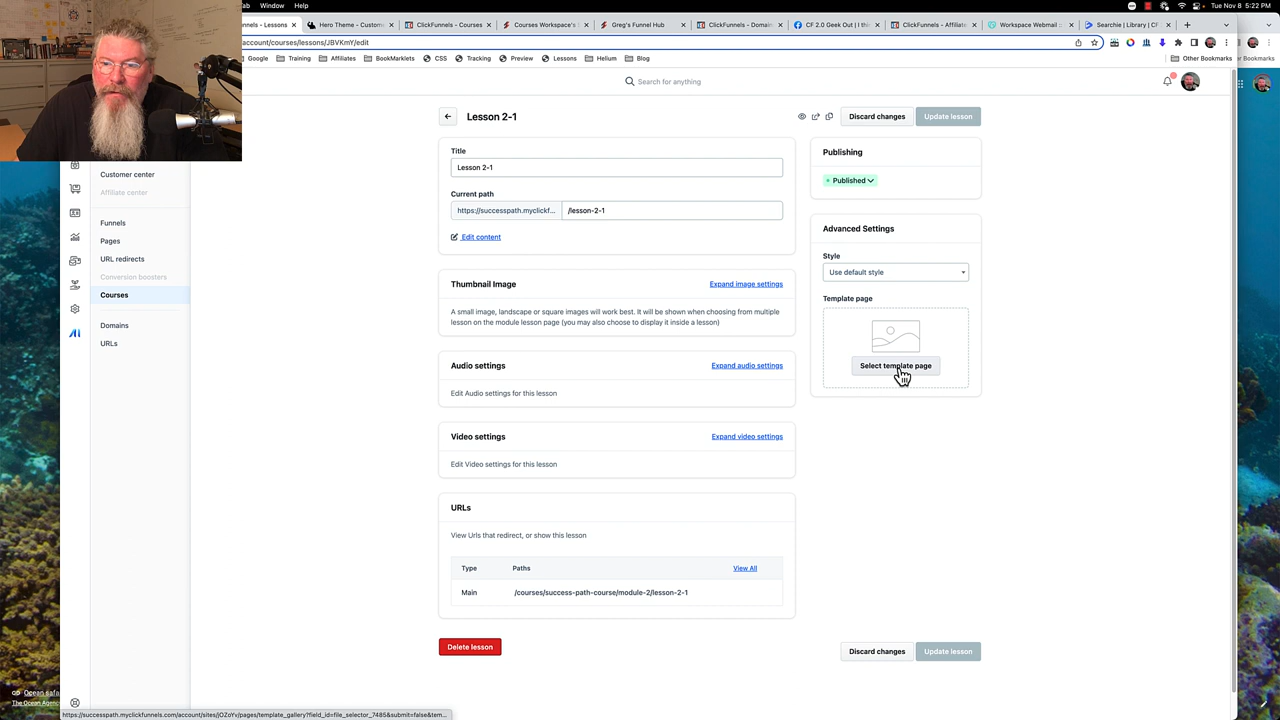 ab Window Help
Tue Nov 8 5:22 PM
unnels - Lessons
Hero Theme - Custom
ClickFunnels - Courses
Courses Workspace's
Greg's Funnel Hub
ClickFunnels - Domai
CF 2.0 Geek Out | I thi
ClickFunnels - Affiliate
Workspace Webmail ::
Searchie | Library | CF
account/courses/lessons/JBVKmY/edit
Google Training Affiliates BookMarklets CSS Tracking Preview Lessons Helium Blog Other Bookmarks r Bookmarks
Search for anything
Lesson 2-1
Discard changes
Update lesson
Customer center
Affiliate center
Funnels
Pages
URL redirects
Conversion boosters
Courses
Domains
URLs
Title
Lesson 2-1
Current path
https://successpath.myclickf... /lesson-2-1
Edit content
Thumbnail Image
Expand image settings
A small image, landscape or square images will work best. It will be shown when choosing from multiple
lesson on the module lesson page (you may also choose to display it inside a lesson)
Audio settings
Expand audio settings
Edit Audio settings for this lesson
Video settings
Expand video settings
Edit Video settings for this lesson
URLs
View Urls that redirect, or show this lesson
Type Paths View All
Main /courses/success-path-course/module-2/lesson-2-1
Delete lesson
Publishing
Published
Advanced Settings
Style
Use default style
Template page
Select template page
Discard changes
Update lesson
Ocean safa
The Ocean Agenc
https://successpath.myclickfunnels.com/account/sites/jOZoYv/pages/template_gallery?field_id=file_selector_7485&submit=false&tem...